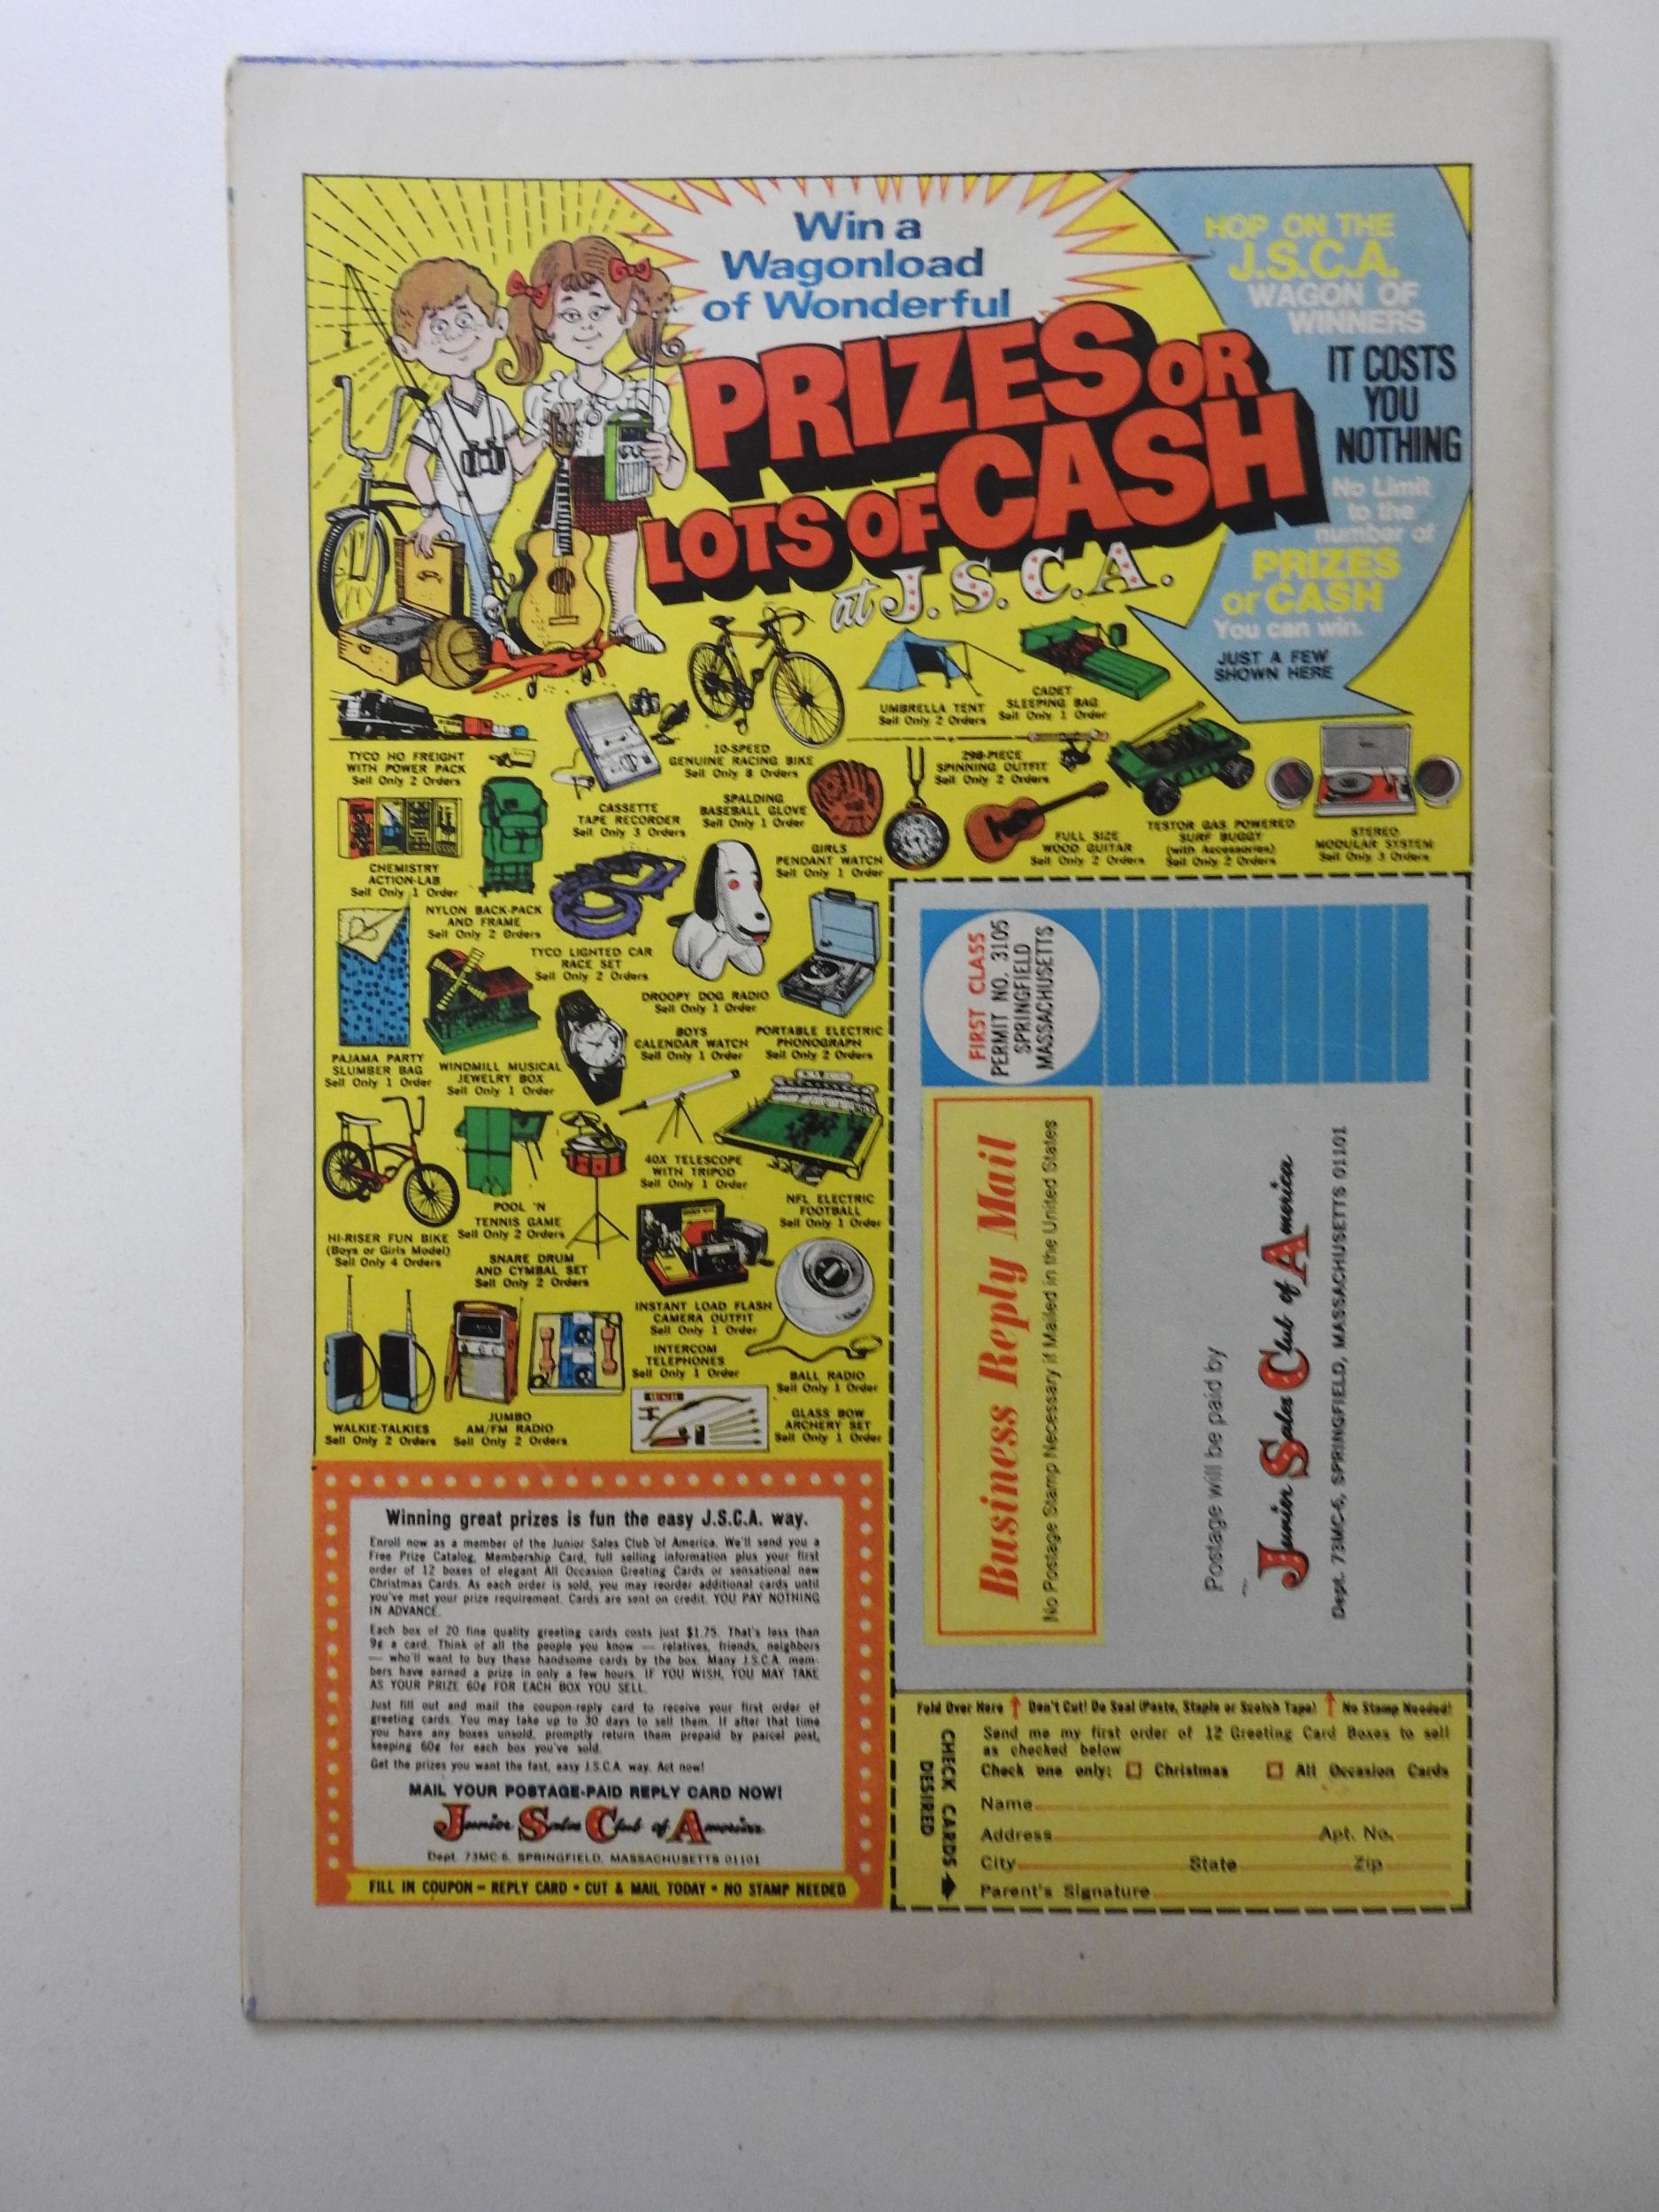 Win a
Wagonload
of Wonderful
PRIZES OR
LOTS OF CASH
at J. S. C. A.
HOP ON THE
J.S.C.A.
WAGON OF
WINNERS
IT COSTS
YOU
NOTHING
No Limit
to the
number of
PRIZES
or CASH
You can win.
JUST A FEW
SHOWN HERE
UMBRELLA TENT
Sell Only 2 Orders
CADET
SLEEPING BAG
Sell Only 1 Order
TYCO HO FREIGHT
WITH POWER PACK
Sell Only 2 Orders
10-SPEED
GENUINE RACING BIKE
Sell Only 8 Orders
298-PIECE
SPINNING OUTFIT
Sell Only 2 Orders
CASSETTE
TAPE RECORDER
Sell Only 3 Orders
SPALDING
BASEBALL GLOVE
Sell Only 1 Order
GIRLS
PENDANT WATCH
Sell Only 1 Order
FULL SIZE
WOOD GUITAR
Sell Only 2 Orders
TESTOR GAS POWERED
SURF BUGGY
(with Accessories)
Sell Only 2 Orders
STEREO
MODULAR SYSTEM
Sell Only 3 Orders
CHEMISTRY
ACTION-LAB
Sell Only 1 Order
NYLON BACK-PACK
AND FRAME
Sell Only 2 Orders
TYCO LIGHTED CAR
RACE SET
Sell Only 2 Orders
DROOPY DOG RADIO
Sell Only 1 Order
BOYS
CALENDAR WATCH
Sell Only 1 Order
PORTABLE ELECTRIC
PHONOGRAPH
Sell Only 2 Orders
PAJAMA PARTY
SLUMBER BAG
Sell Only 1 Order
WINDMILL MUSICAL
JEWELRY BOX
Sell Only 1 Order
40X TELESCOPE
WITH TRIPOD
Sell Only 1 Order
NFL ELECTRIC
FOOTBALL
Sell Only 1 Order
HI-RISER FUN BIKE
(Boys or Girls Model)
Sell Only 4 Orders
POOL 'N
TENNIS GAME
Sell Only 2 Orders
SNARE DRUM
AND CYMBAL SET
Sell Only 2 Orders
INSTANT LOAD FLASH
CAMERA OUTFIT
Sell Only 1 Order
INTERCOM
TELEPHONES
Sell Only 1 Order
BALL RADIO
Sell Only 1 Order
WALKIE-TALKIES
Sell Only 2 Orders
JUMBO
AM/FM RADIO
Sell Only 2 Orders
GLASS BOW
ARCHERY SET
Sell Only 1 Order
FIRST CLASS
PERMIT NO. 3105
SPRINGFIELD
MASSACHUSETTS
Business Reply Mail
No Postage Stamp Necessary if Mailed in the United States
Postage will be paid by
Junior Sales Club of America
Dept. 73MC-6, SPRINGFIELD, MASSACHUSETTS 01101
Winning great prizes is fun the easy J.S.C.A. way.
Enroll now as a member of the Junior Sales Club of America. We'll send you a
Free Prize Catalog, Membership Card, full selling information plus your first
order of 12 boxes of elegant All Occasion Greeting Cards or sensational new
Christmas Cards. As each order is sold, you may reorder additional cards until
you've met your prize requirement. Cards are sent on credit. YOU PAY NOTHING
IN ADVANCE.
Each box of 20 fine quality greeting cards costs just $1.75. That's less than
9¢ a card. Think of all the people you know — relatives, friends, neighbors
— who'll want to buy these handsome cards by the box. Many J.S.C.A. mem-
bers have earned a prize in only a few hours. IF YOU WISH, YOU MAY TAKE
AS YOUR PRIZE 60¢ FOR EACH BOX YOU SELL.
Just fill out and mail the coupon-reply card to receive your first order of
greeting cards. You may take up to 30 days to sell them. If after that time
you have any boxes unsold, promptly return them prepaid by parcel post,
keeping 60¢ for each box you've sold.
Get the prizes you want the fast, easy J.S.C.A. way. Act now!
MAIL YOUR POSTAGE-PAID REPLY CARD NOW!
Junior Sales Club of America
Dept. 73MC-6, SPRINGFIELD, MASSACHUSETTS 01101
FILL IN COUPON – REPLY CARD • CUT & MAIL TODAY • NO STAMP NEEDED
Fold Over Here ↑ Don't Cut! Do Seal (Paste, Staple or Scotch Tape) ↑ No Stamp Needed!
CHECK CARDS
DESIRED
Send me my first order of 12 Greeting Card Boxes to sell
as checked below
Check one only: □ Christmas □ All Occasion Cards
Name
Address Apt. No.
City State Zip
Parent's Signature